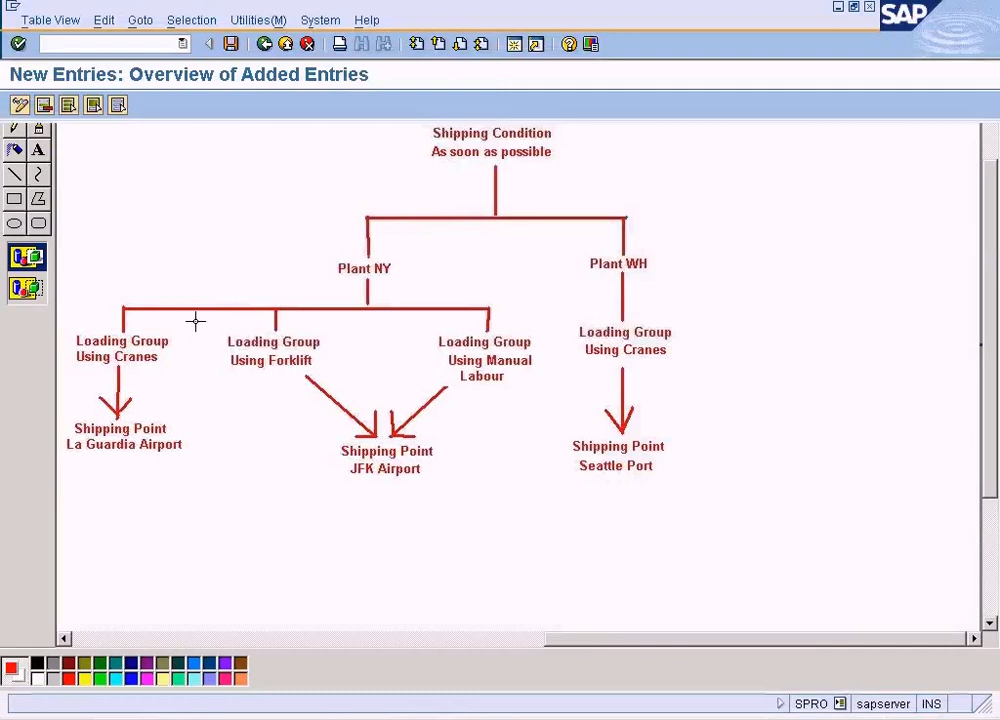 Table View Edit Goto Selection Utilities(M) System Help
SAP
New Entries: Overview of Added Entries
A
Shipping Condition
As soon as possible
Plant NY
Plant WH
Loading Group
Using Cranes
Loading Group
Using Forklift
Loading Group
Using Manual
Labour
Loading Group
Using Cranes
Shipping Point
La Guardia Airport
Shipping Point
JFK Airport
Shipping Point
Seattle Port
SPRO sapserver INS